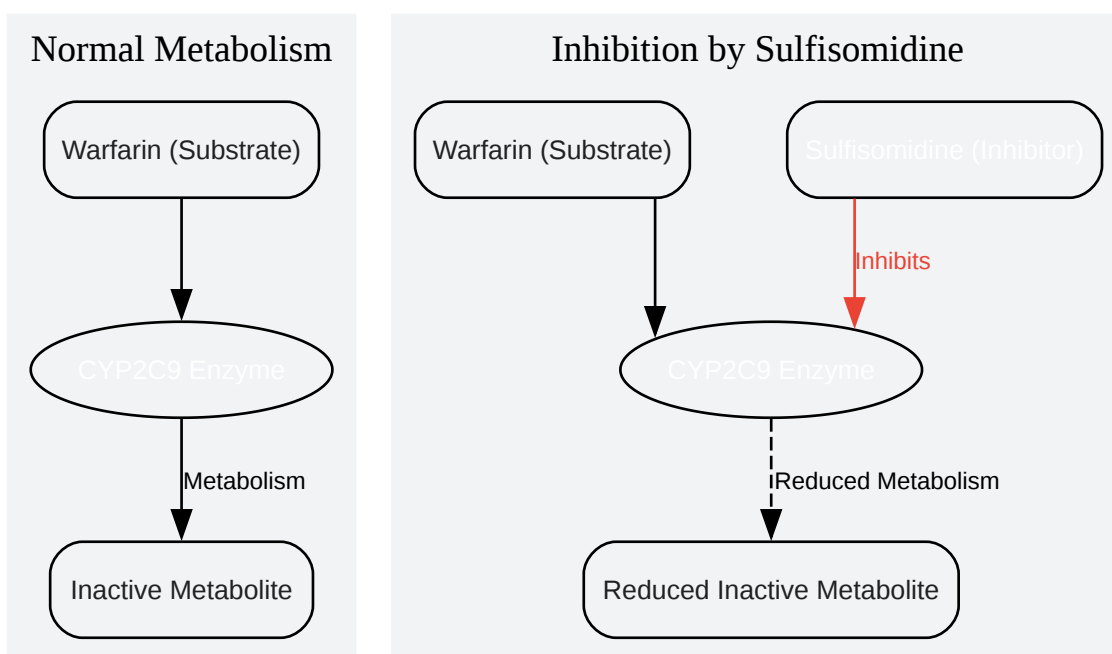 Normal Metabolism
Warfarin (Substrate)
CYP2C9 Enzyme
Metabolism
Inactive Metabolite
Inhibition by Sulfisomidine
Warfarin (Substrate)
Sulfisomidine (Inhibitor)
Inhibits
CYP2C9 Enzyme
Reduced Metabolism
Reduced Inactive Metabolite